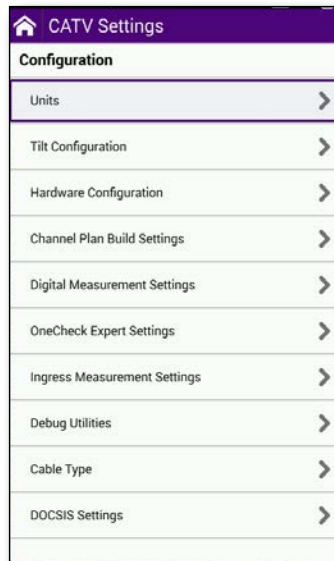 CATV Settings
Configuration
Units
Tilt Configuration
Hardware Configuration
Channel Plan Build Settings
Digital Measurement Settings
OneCheck Expert Settings
Ingress Measurement Settings
Debug Utilities
Cable Type
DOCSIS Settings